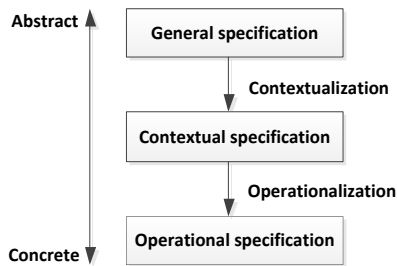 Abstract
General specification
Contextualization
Contextual specification
Operationalization
Operational specification
Concrete